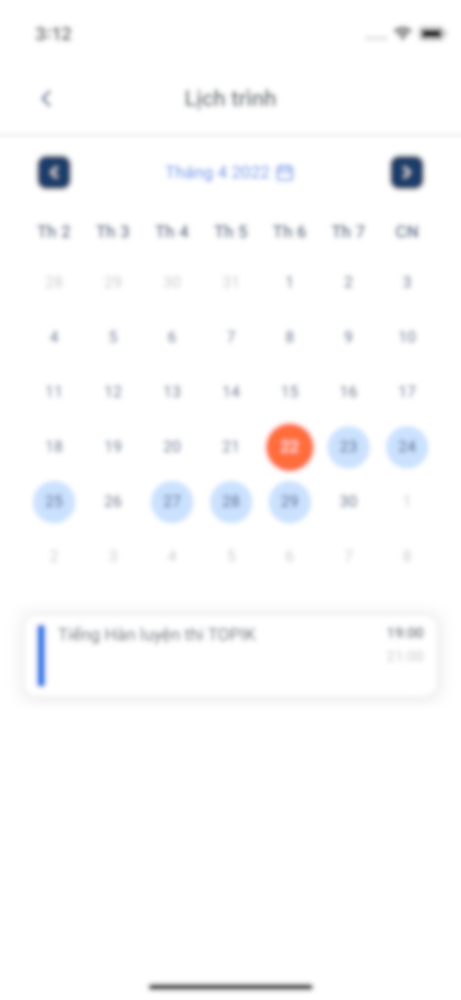 3:12
Lịch trình
Tháng 4 2022
Th 2 Th 3 Th 4 Th 5 Th 6 Th 7 CN
28 29 30 31 1 2 3
4 5 6 7 8 9 10
11 12 13 14 15 16 17
18 19 20 21 22 23 24
25 26 27 28 29 30 1
2 3 4 5 6 7 8
Tiếng Hàn luyện thi TOPIK 19:00
21:00